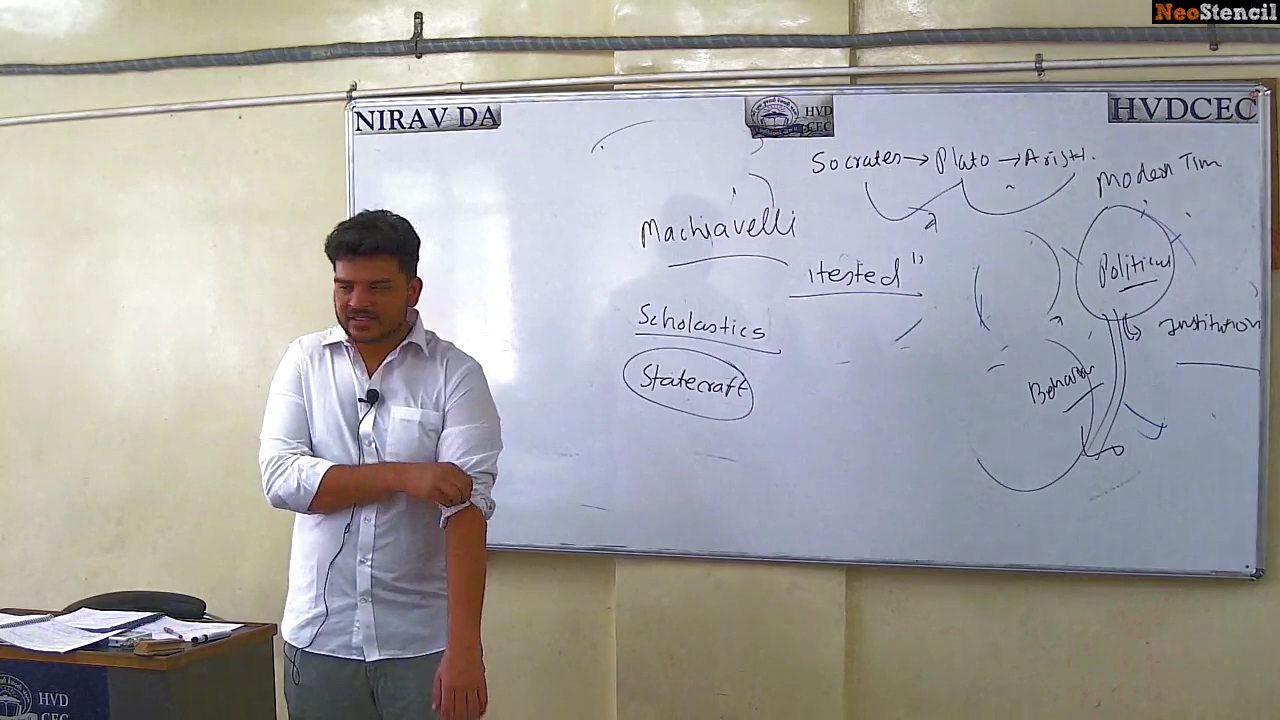 NeoStencil
NIRAV DA
HVD
CEC
HVDCEC
Socrates → Plato → Arist.
Modern Tim
Machiavelli
Political
itested
Institution
Scholastics
Statecraft
Behavior
HVD
CEC